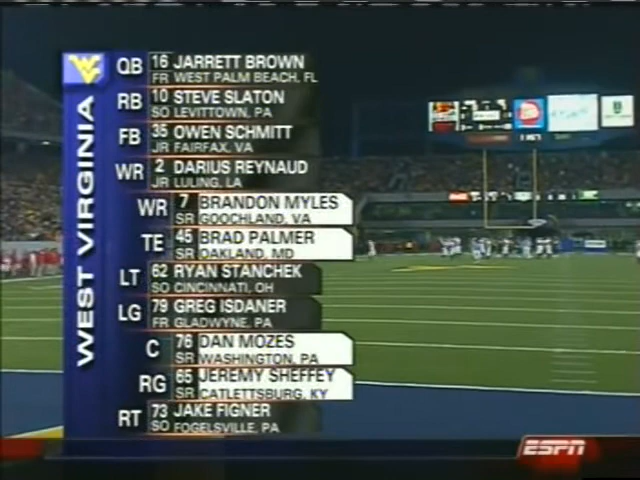 WEST VIRGINIA
QB 16 JARRETT BROWN
FR WEST PALM BEACH, FL
RB 10 STEVE SLATON
SO LEVITTOWN, PA
FB 35 OWEN SCHMITT
JR FAIRFAX, VA
WR 2 DARIUS REYNAUD
JR LULING, LA
WR 7 BRANDON MYLES
SR GOOCHLAND, VA
TE 45 BRAD PALMER
SR OAKLAND, MD
LT 62 RYAN STANCHEK
SO CINCINNATI, OH
LG 79 GREG ISDANER
FR GLADWYNE, PA
C 76 DAN MOZES
SR WASHINGTON, PA
RG 65 JEREMY SHEFFEY
SR CATLETTSBURG, KY
RT 73 JAKE FIGNER
SO FOGELSVILLE, PA
ESPN